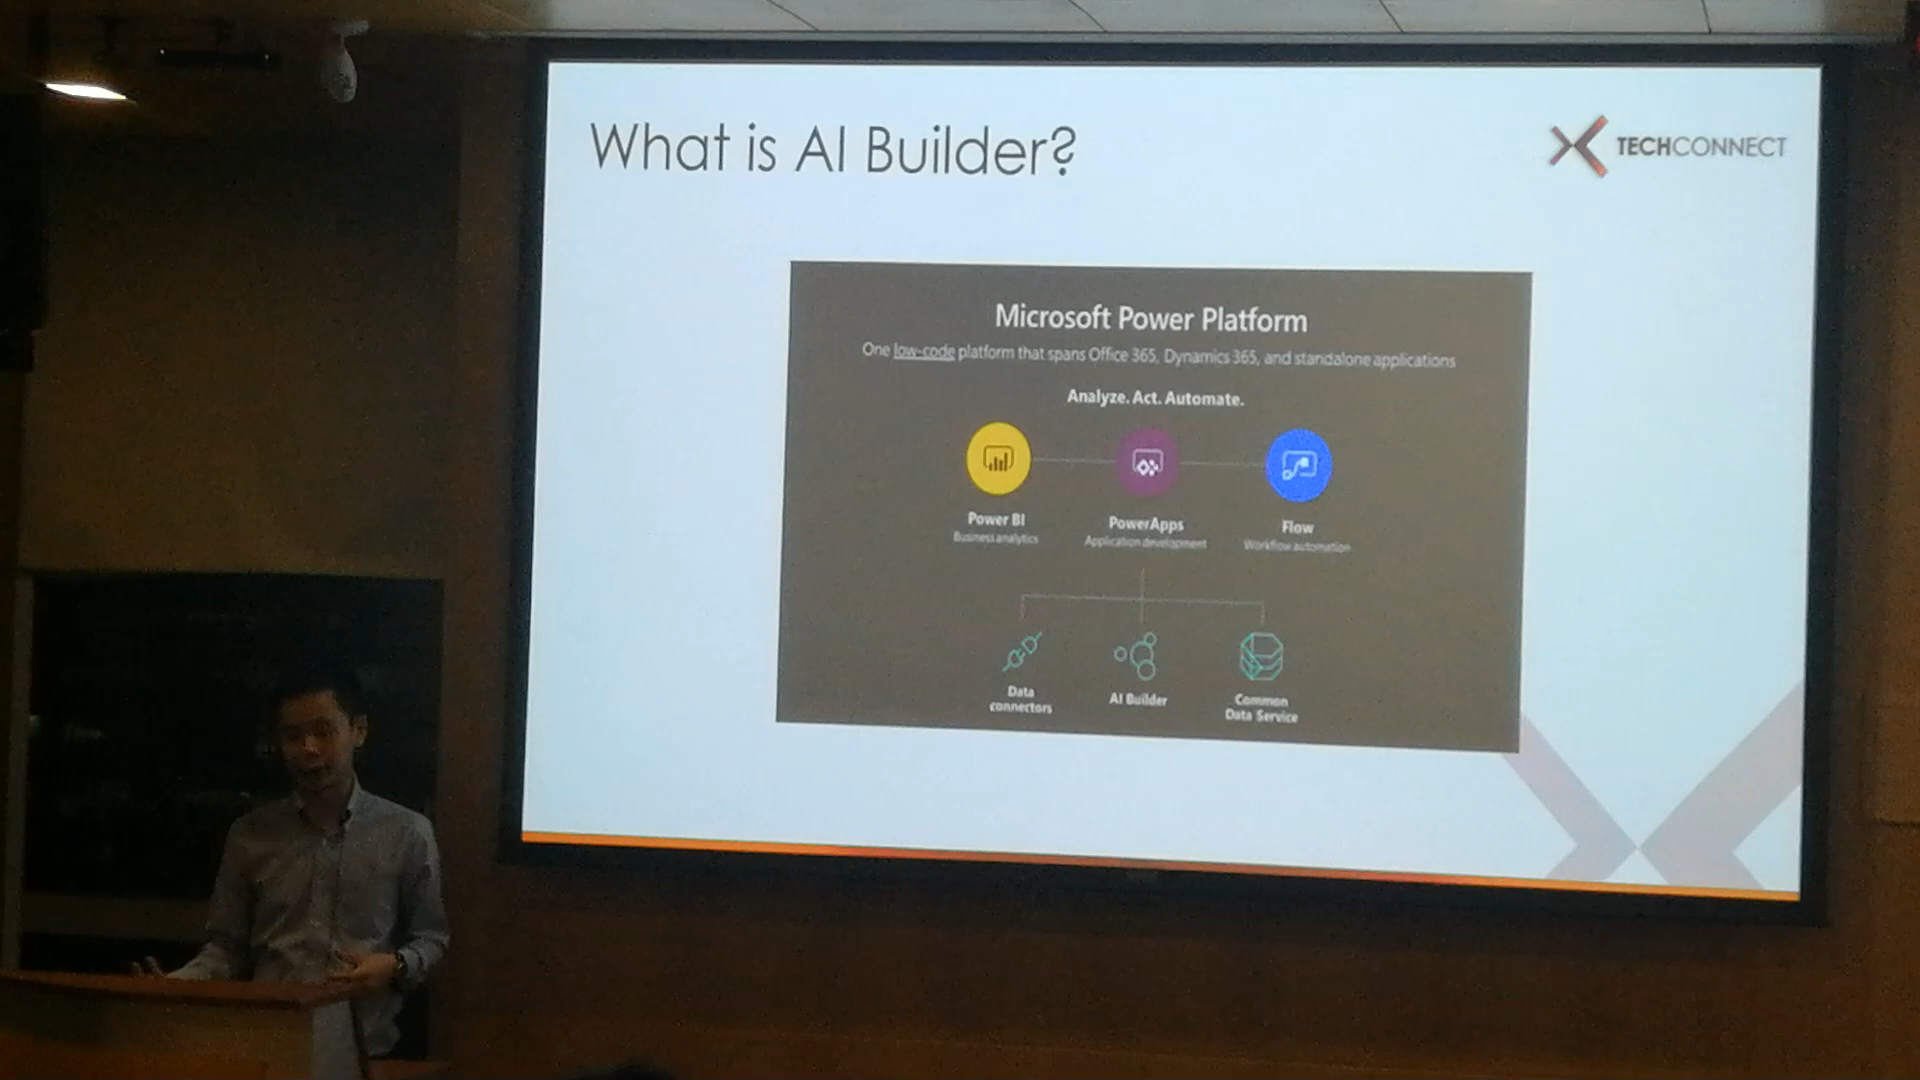 What is AI Builder?
TECHCONNECT
Microsoft Power Platform
One low-code platform that spans Office 365, Dynamics 365, and standalone applications
Analyze. Act. Automate.
Power BI
Business analytics
PowerApps
Application development
Flow
Workflow automation
Data
connectors
AI Builder
Common
Data Service